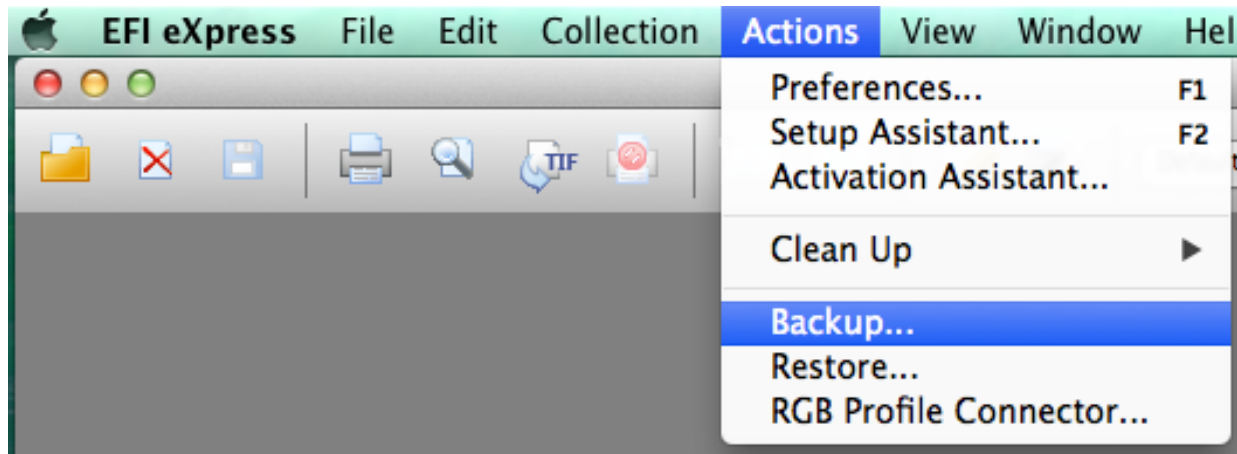 EFI eXpress File Edit Collection Actions View Window Hel
Preferences... F1
Setup Assistant... F2
TIF
Activation Assistant...
Clean Up
Backup...
Restore...
RGB Profile Connector...